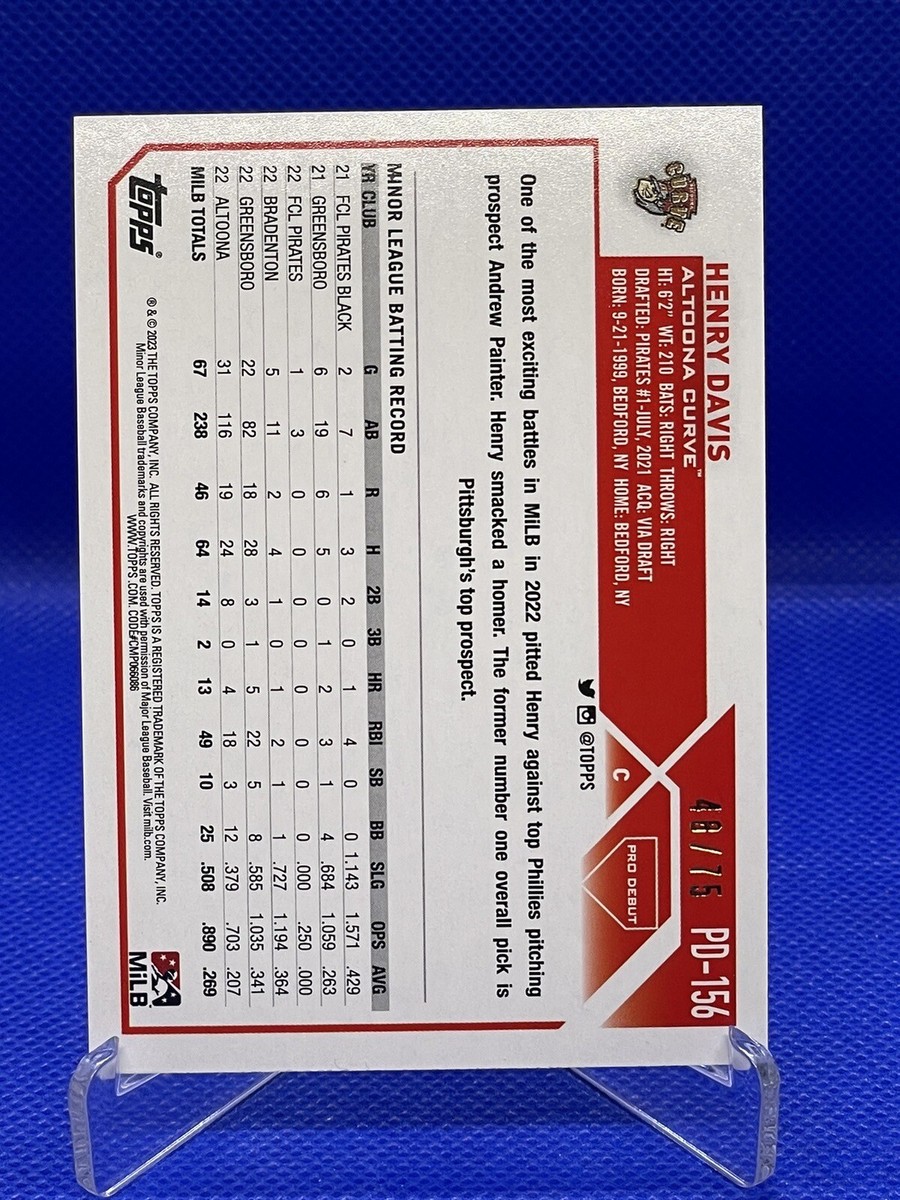 CURVE
HENRY DAVIS
ALTOONA CURVE™
HT: 6'2" WT: 210 BATS: RIGHT THROWS: RIGHT
DRAFTED: PIRATES #1-JULY, 2021 ACQ: VIA DRAFT
BORN: 9-21-1999, BEDFORD, NY HOME: BEDFORD, NY
48/75
PD-156
C
PRO DEBUT
@TOPPS
One of the most exciting battles in MiLB in 2022 pitted Henry against top Phillies pitching
prospect Andrew Painter. Henry smacked a homer. The former number one overall pick is
Pittsburgh's top prospect.
MINOR LEAGUE BATTING RECORD
YR CLUB G AB R H 2B 3B HR RBI SB BB SLG OPS AVG
21 FCL PIRATES BLACK 2 7 1 3 2 0 1 4 0 0 1.143 1.571 .429
21 GREENSBORO 6 19 6 5 0 1 2 3 1 4 .684 1.059 .263
22 FCL PIRATES 1 3 0 0 0 0 0 0 0 0 .000 .250 .000
22 BRADENTON 5 11 2 4 1 0 1 2 1 1 .727 1.194 .364
22 GREENSBORO 22 82 18 28 3 1 5 22 5 8 .585 1.035 .341
22 ALTOONA 31 116 19 24 8 0 4 18 3 12 .379 .703 .207
MILB TOTALS 67 238 46 64 14 2 13 49 10 25 .508 .890 .269
topps®
® & © 2023 THE TOPPS COMPANY, INC. ALL RIGHTS RESERVED. TOPPS IS A REGISTERED TRADEMARK OF THE TOPPS COMPANY, INC.
Minor League Baseball trademarks and copyrights are used with permission of Major League Baseball. Visit milb.com.
WWW.TOPPS.COM. CODE#CMP066086
MiLB